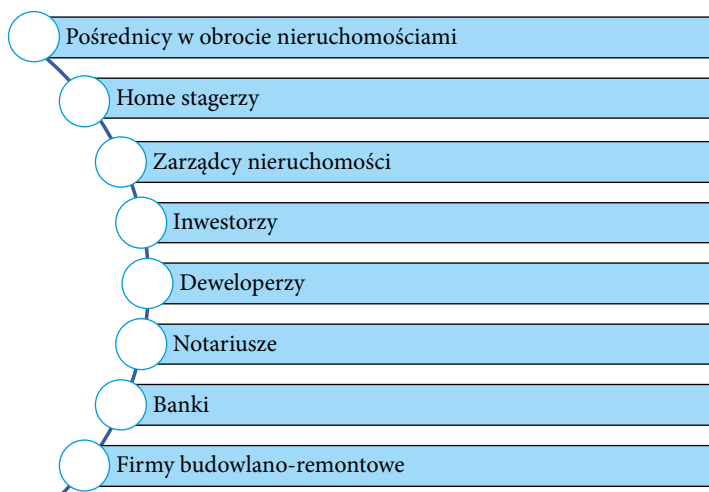 Pośrednicy w obrocie nieruchomościami
Home stagerzy
Zarządcy nieruchomości
Inwestorzy
Deweloperzy
Notariusze
Banki
Firmy budowlano-remontowe